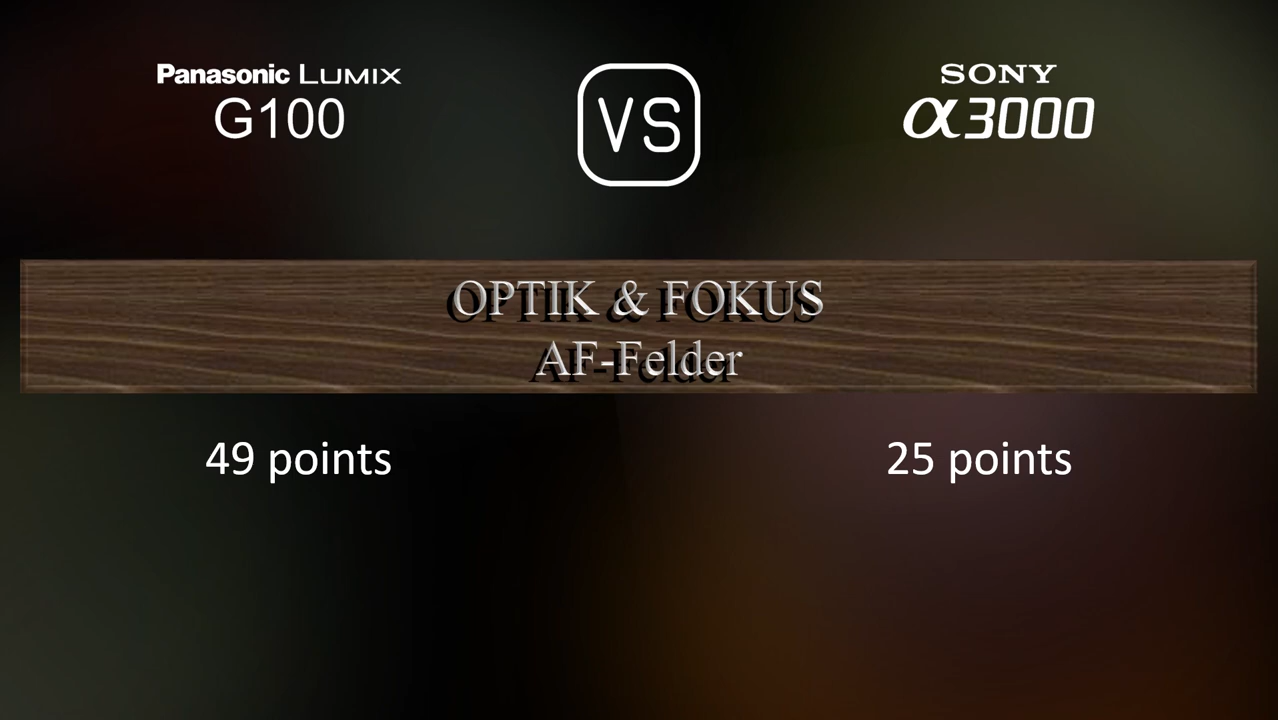 Panasonic LUMIX
G100
VS
SONY
α3000
OPTIK & FOKUS
AF-Felder
49 points
25 points